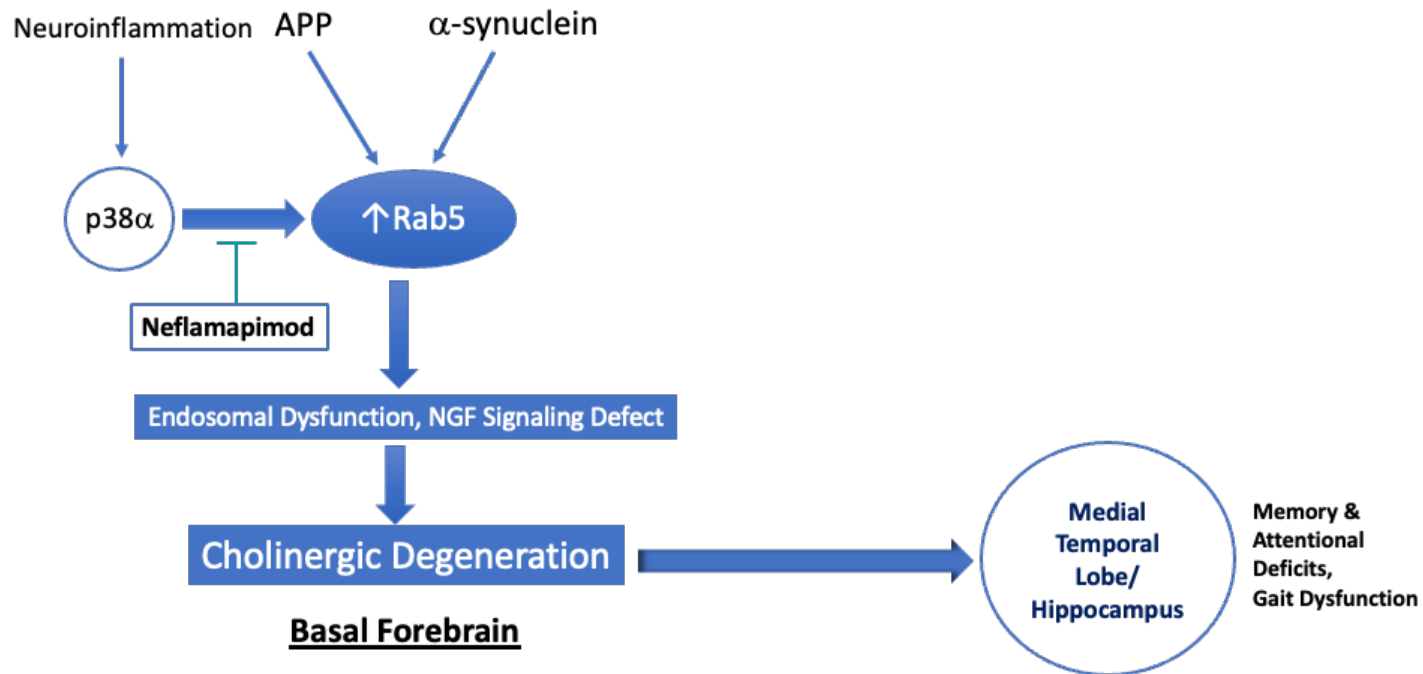 Neuroinflammation
APP
α-synuclein
p38α
↑Rab5
Neflamapimod
Endosomal Dysfunction, NGF Signaling Defect
Cholinergic Degeneration
Basal Forebrain
Medial
Temporal
Lobe/
Hippocampus
Memory &
Attentional
Deficits,
Gait Dysfunction